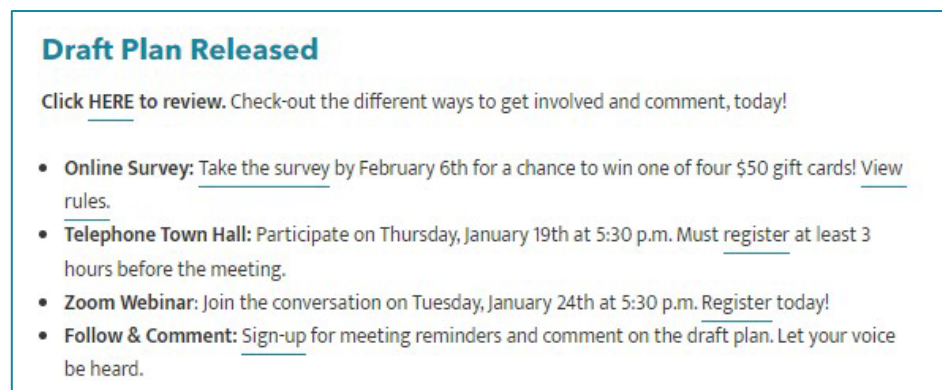 Draft Plan Released
Click HERE to review. Check-out the different ways to get involved and comment, today!
• Online Survey: Take the survey by February 6th for a chance to win one of four $50 gift cards! View
rules.
• Telephone Town Hall: Participate on Thursday, January 19th at 5:30 p.m. Must register at least 3
hours before the meeting.
• Zoom Webinar: Join the conversation on Tuesday, January 24th at 5:30 p.m. Register today!
• Follow & Comment: Sign-up for meeting reminders and comment on the draft plan. Let your voice
be heard.